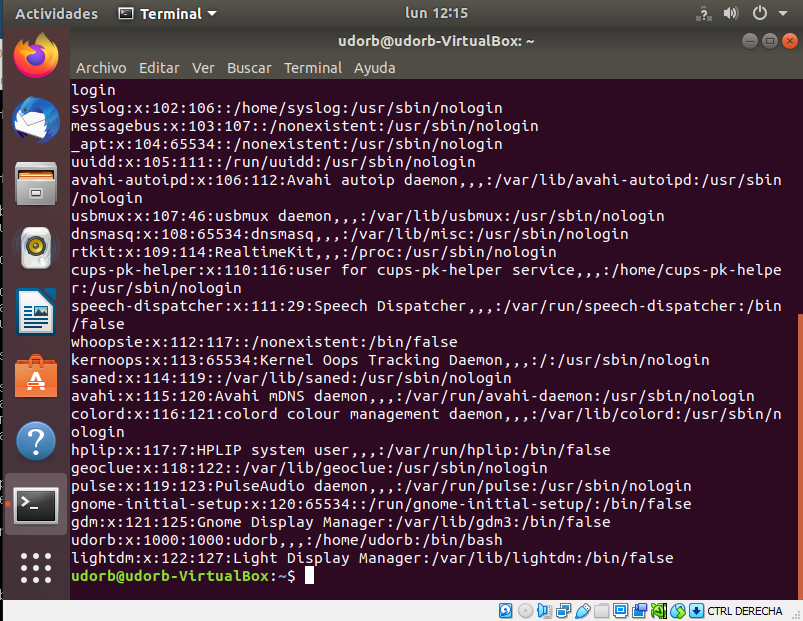 Actividades Terminal lun 12:15
udorb@udorb-VirtualBox: ~
Archivo Editar Ver Buscar Terminal Ayuda
login
syslog:x:102:106::/home/syslog:/usr/sbin/nologin
messagebus:x:103:107::/nonexistent:/usr/sbin/nologin
_apt:x:104:65534::/nonexistent:/usr/sbin/nologin
uuidd:x:105:111::/run/uuidd:/usr/sbin/nologin
avahi-autoipd:x:106:112:Avahi autoip daemon,,,:/var/lib/avahi-autoipd:/usr/sbin
/nologin
usbmux:x:107:46:usbmux daemon,,,:/var/lib/usbmux:/usr/sbin/nologin
dnsmasq:x:108:65534:dnsmasq,,,:/var/lib/misc:/usr/sbin/nologin
rtkit:x:109:114:RealtimeKit,,,:/proc:/usr/sbin/nologin
cups-pk-helper:x:110:116:user for cups-pk-helper service,,,:/home/cups-pk-helpe
r:/usr/sbin/nologin
speech-dispatcher:x:111:29:Speech Dispatcher,,,:/var/run/speech-dispatcher:/bin
/false
whoopsie:x:112:117::/nonexistent:/bin/false
kernoops:x:113:65534:Kernel Oops Tracking Daemon,,,:/:/usr/sbin/nologin
saned:x:114:119::/var/lib/saned:/usr/sbin/nologin
avahi:x:115:120:Avahi mDNS daemon,,,:/var/run/avahi-daemon:/usr/sbin/nologin
colord:x:116:121:colord colour management daemon,,,:/var/lib/colord:/usr/sbin/n
ologin
hplip:x:117:7:HPLIP system user,,,:/var/run/hplip:/bin/false
geoclue:x:118:122::/var/lib/geoclue:/usr/sbin/nologin
pulse:x:119:123:PulseAudio daemon,,,:/var/run/pulse:/usr/sbin/nologin
gnome-initial-setup:x:120:65534::/run/gnome-initial-setup/:/bin/false
gdm:x:121:125:Gnome Display Manager:/var/lib/gdm3:/bin/false
udorb:x:1000:1000:udorb,,,:/home/udorb:/bin/bash
lightdm:x:122:127:Light Display Manager:/var/lib/lightdm:/bin/false
udorb@udorb-VirtualBox:~$
CTRL DERECHA